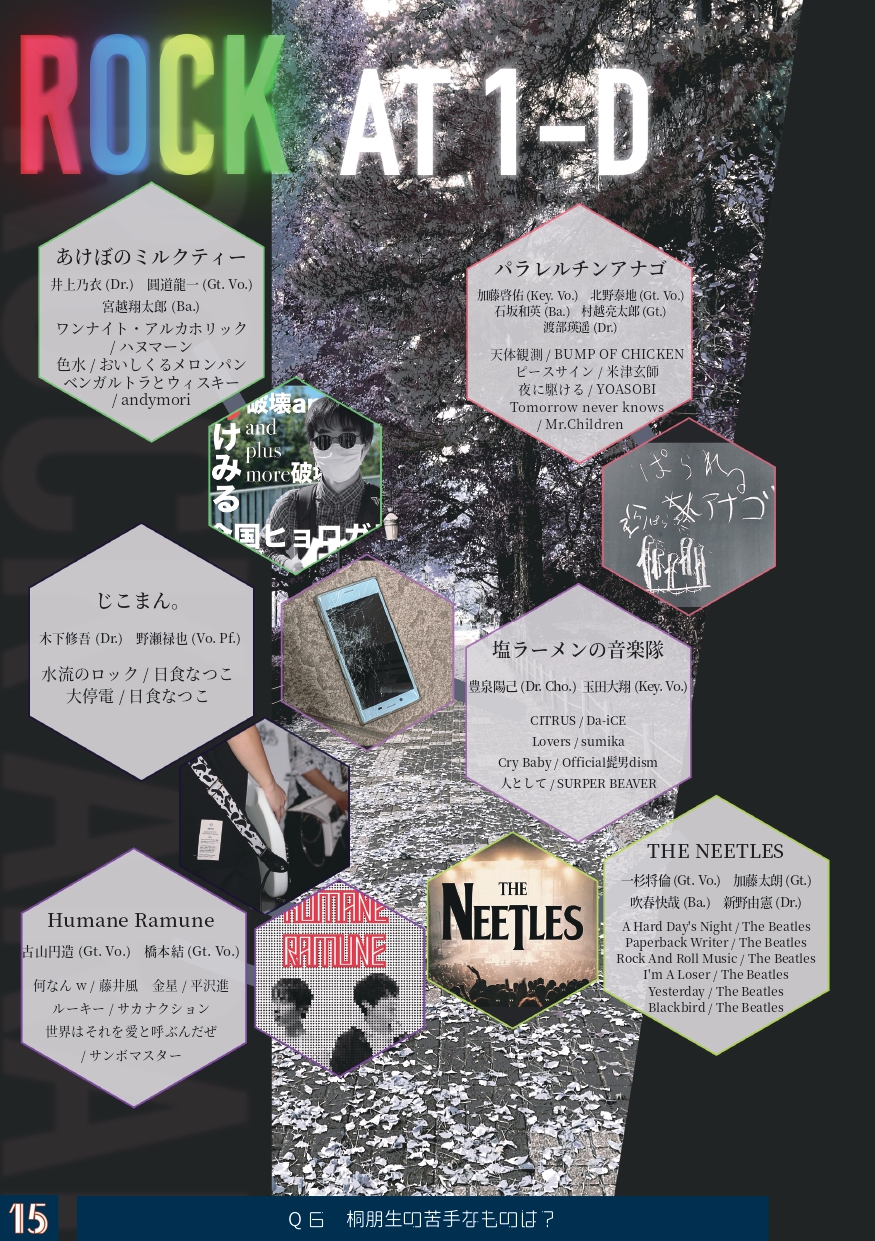 ROCK AT 1-D
あけぼのミルクティー
井上乃衣 (Dr.) 圓道龍一 (Gt. Vo.)
宮越翔太郎 (Ba.)
ワンナイト・アルカホリック
/ ハヌマーン
色水 / おいしくるメロンパン
ベンガルトラとウィスキー
/ andymori
パラレルチンアナゴ
加藤啓佑 (Key. Vo.) 北野泰地 (Gt. Vo.)
石坂和英 (Ba.) 村越亮太郎 (Gt.)
渡部瑛遥 (Dr.)
天体観測 / BUMP OF CHICKEN
ピースサイン / 米津玄師
夜に駆ける / YOASOBI
Tomorrow never knows
/ Mr.Children
破壊
and
plus
more破
けみる
国ヒョロガ
ぱられる
アナゴ
じこまん。
木下修吾 (Dr.) 野瀬禄也 (Vo. Pf.)
水流のロック / 日食なつこ
大停電 / 日食なつこ
塩ラーメンの音楽隊
豊泉陽己 (Dr. Cho.) 玉田大翔 (Key. Vo.)
CITRUS / Da-iCE
Lovers / sumika
Cry Baby / Official髭男dism
人として / SURPER BEAVER
THE NEETLES
一杉将倫 (Gt. Vo.) 加藤太朗 (Gt.)
吹春快哉 (Ba.) 新野由憲 (Dr.)
A Hard Day's Night / The Beatles
Paperback Writer / The Beatles
Rock And Roll Music / The Beatles
I'm A Loser / The Beatles
Yesterday / The Beatles
Blackbird / The Beatles
THE
NEETLES
Humane Ramune
古山円造 (Gt. Vo.) 橋本結 (Gt. Vo.)
何なん w / 藤井風 金星 / 平沢進
ルーキー / サカナクション
世界はそれを愛と呼ぶんだぜ
/ サンボマスター
HUMANE
RAMUNE
15
Q6 桐朋生の苦手なものは？